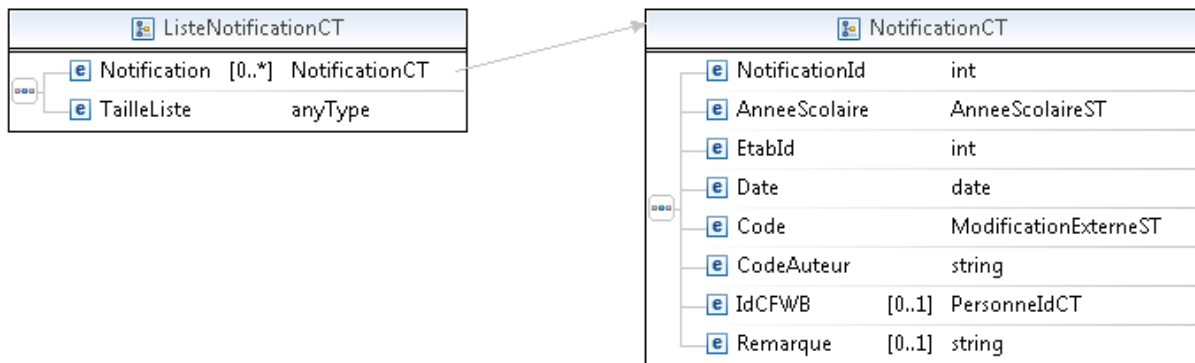 ListeNotificationCT
e Notification [0..*] NotificationCT
e TailleListe anyType
NotificationCT
e NotificationId int
e AnneeScolaire AnneeScolaireST
e EtabId int
e Date date
e Code ModificationExterneST
e CodeAuteur string
e IdCFWB [0..1] PersonneIdCT
e Remarque [0..1] string